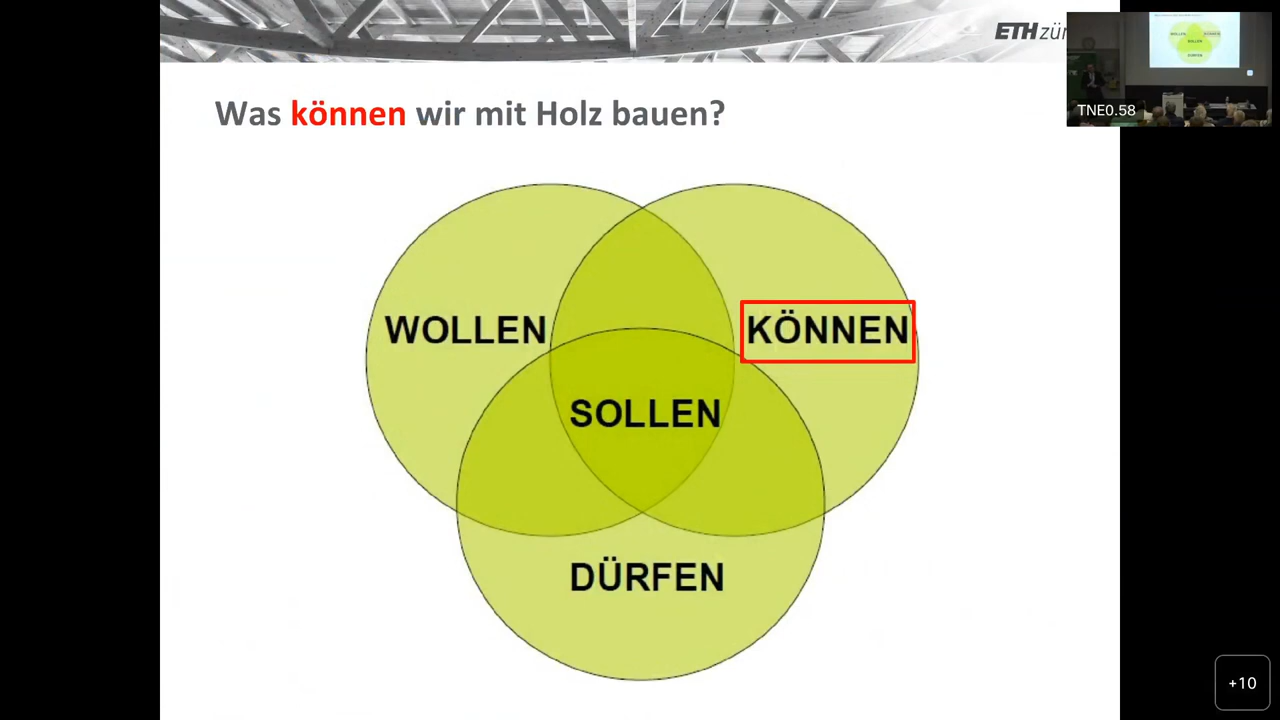 ETH zür
Was können wir mit Holz bauen?
TNE0.58
WOLLEN
KÖNNEN
SOLLEN
DÜRFEN
+10